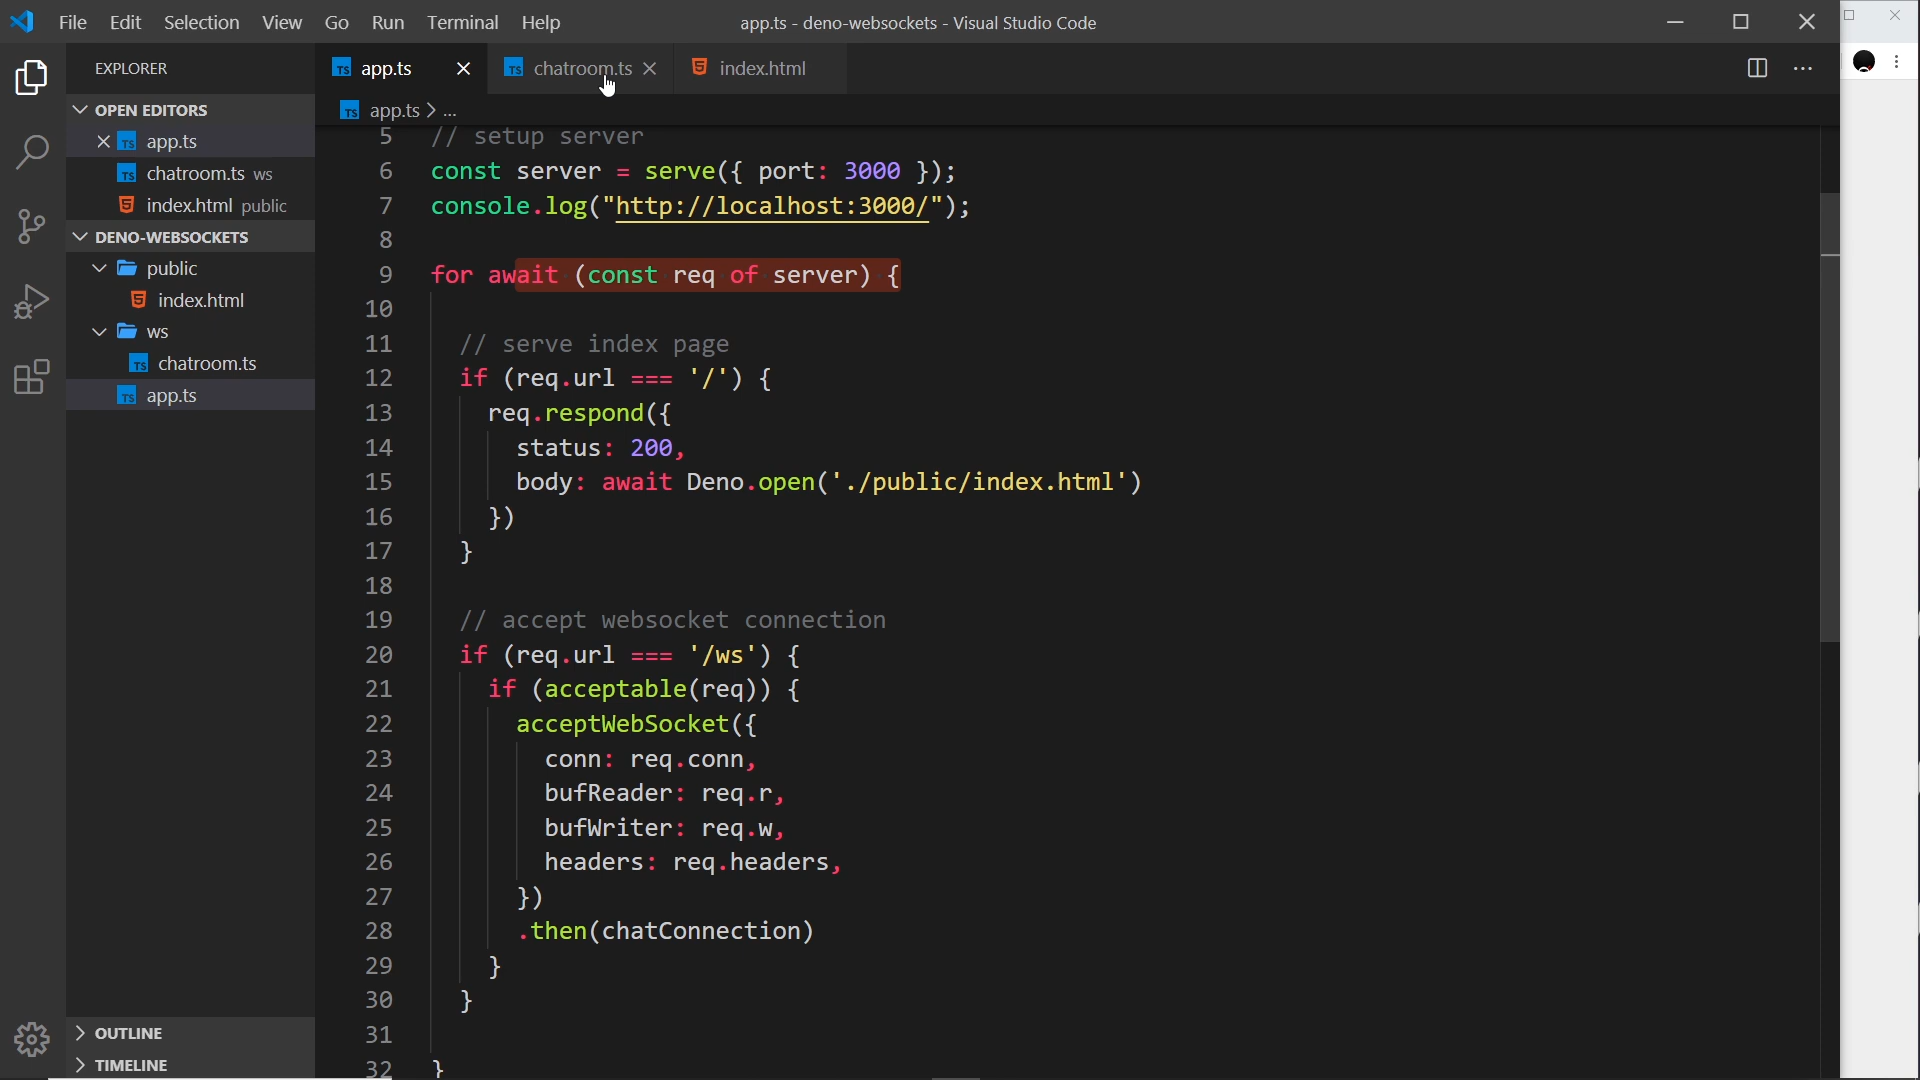 File Edit Selection View Go Run Terminal Help
app.ts - deno-websockets - Visual Studio Code
EXPLORER
OPEN EDITORS
app.ts
chatroom.ts ws
index.html public
DENO-WEBSOCKETS
public
index.html
ws
chatroom.ts
app.ts
OUTLINE
TIMELINE
app.ts
chatroom.ts
index.html
app.ts > ...
5 // setup server
6 const server = serve({ port: 3000 });
7 console.log("http://localhost:3000/");
8
9 for await (const req of server) {
10
11 // serve index page
12 if (req.url === '/') {
13 req.respond({
14 status: 200,
15 body: await Deno.open('./public/index.html')
16 })
17 }
18
19 // accept websocket connection
20 if (req.url === '/ws') {
21 if (acceptable(req)) {
22 acceptWebSocket({
23 conn: req.conn,
24 bufReader: req.r,
25 bufWriter: req.w,
26 headers: req.headers,
27 })
28 .then(chatConnection)
29 }
30 }
31
32 }